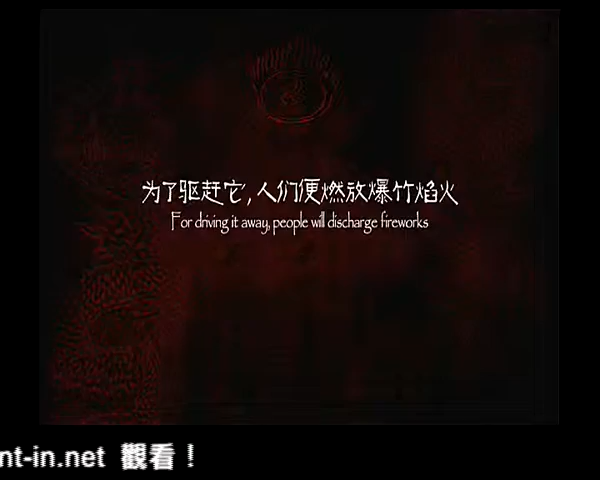 为了驱赶它,人们便燃放爆竹焰火
For driving it away, people will discharge fireworks
nt-in.net 觀看！